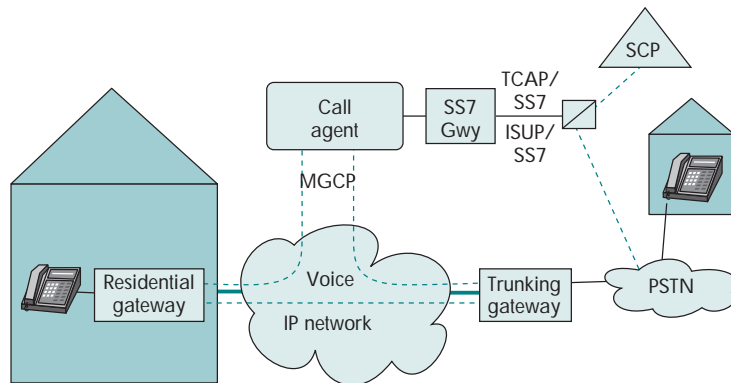 SCP
TCAP/
SS7
Call
agent
SS7
Gwy
ISUP/
SS7
MGCP
Residential
gateway
Voice
IP network
Trunking
gateway
PSTN